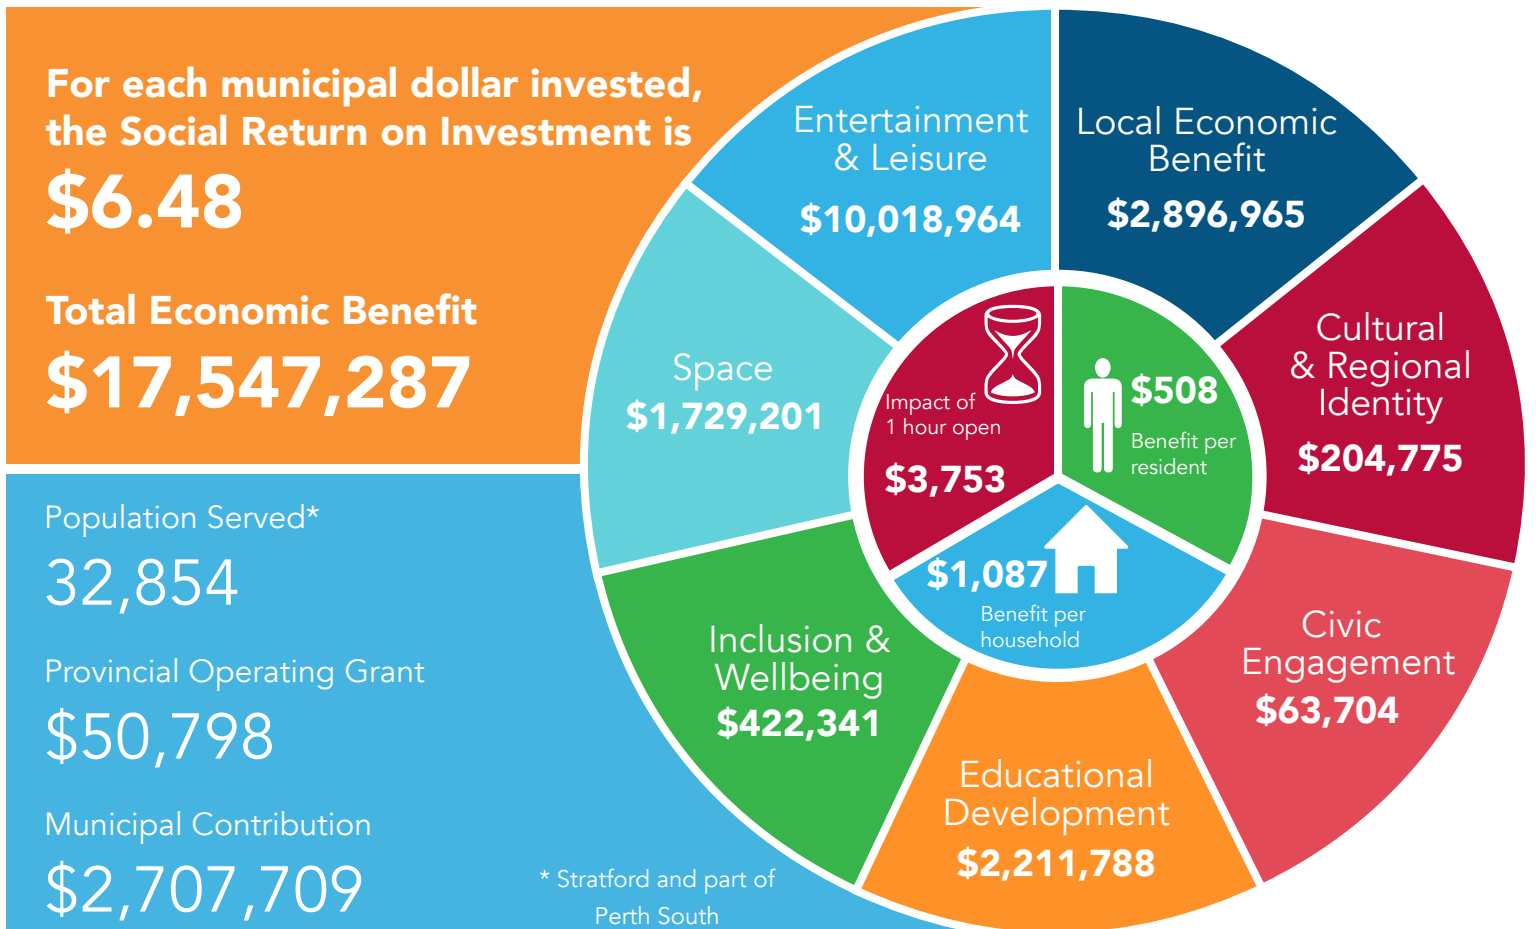 For each municipal dollar invested,
the Social Return on Investment is
$6.48
Total Economic Benefit
$17,547,287
Population Served*
32,854
Provincial Operating Grant
$50,798
Municipal Contribution
$2,707,709
* Stratford and part of
Perth South
Entertainment
& Leisure
$10,018,964
Local Economic
Benefit
$2,896,965
Cultural
& Regional
Identity
$204,775
Civic
Engagement
$63,704
Educational
Development
$2,211,788
Inclusion &
Wellbeing
$422,341
Space
$1,729,201
Impact of
1 hour open
$3,753
$508
Benefit per
resident
$1,087
Benefit per
household